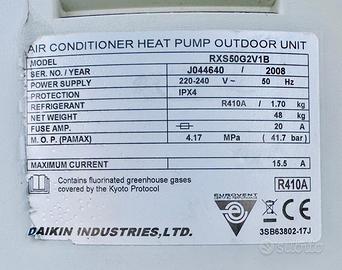 AIR CONDITIONER HEAT PUMP OUTDOOR UNIT
MODEL RXS50G2V1B
SER. NO. / YEAR J044640 / 2008
POWER SUPPLY 220-240 V ~ 50 Hz
PROTECTION IPX4
REFRIGERANT R410A / 1.70 kg
NET WEIGHT 48 kg
FUSE AMP. 20 A
M. O. P. (PAMAX) 4.17 MPa ( 41.7 bar)
MAXIMUM CURRENT 15.5 A
Contains fluorinated greenhouse gases
covered by the Kyoto Protocol
R410A
EUROVENT
CE
3SB63802-17J
DAIKIN INDUSTRIES,LTD.
subito